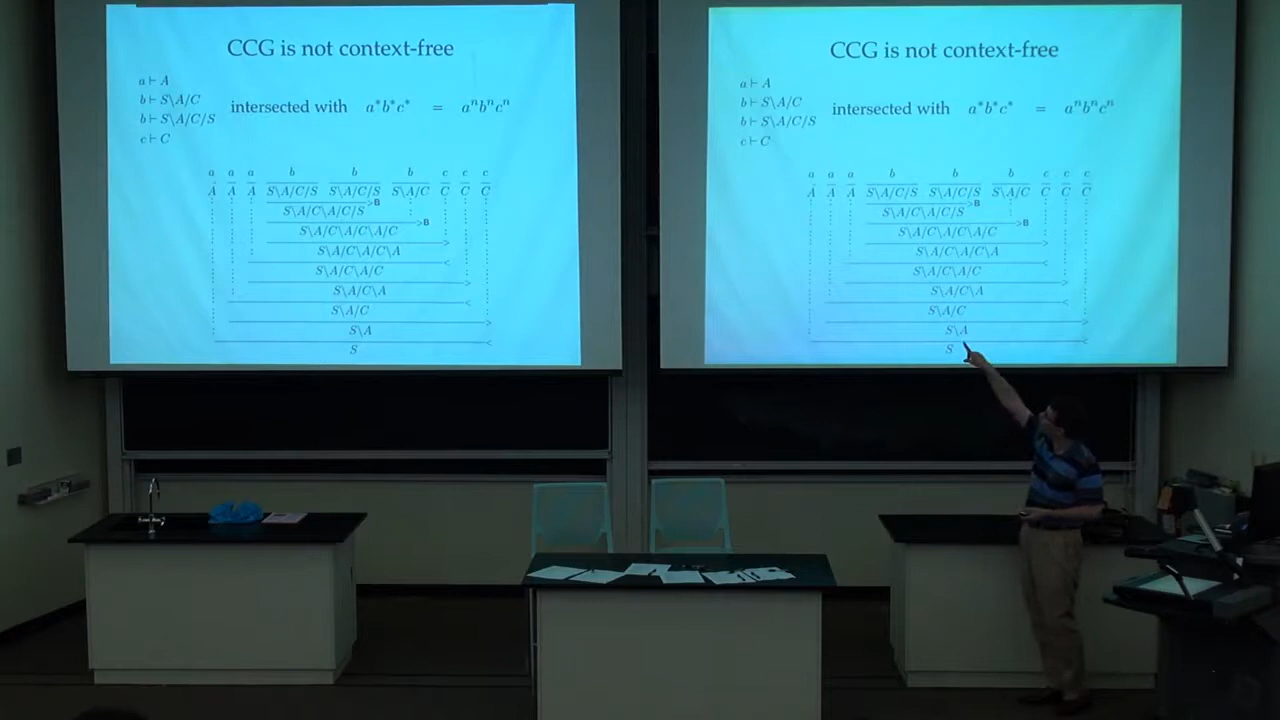 CCG is not context-free
a ⊢ A
b ⊢ S\A/C
b ⊢ S\A/C/S
c ⊢ C
intersected with a*b*c* = aⁿbⁿcⁿ
a a a b b b c c c
A A A S\A/C/S S\A/C/S S\A/C C C C
>B
S\A/C\A/C/S
>B
S\A/C\A/C\A/C
>
S\A/C\A/C\A
<
S\A/C\A/C
>
S\A/C\A
<
S\A/C
>
S\A
<
S
CCG is not context-free
a ⊢ A
b ⊢ S\A/C
b ⊢ S\A/C/S
c ⊢ C
intersected with a*b*c* = aⁿbⁿcⁿ
a a a b b b c c c
A A A S\A/C/S S\A/C/S S\A/C C C C
>B
S\A/C\A/C/S
>B
S\A/C\A/C\A/C
>
S\A/C\A/C\A
<
S\A/C\A/C
>
S\A/C\A
<
S\A/C
>
S\A
<
S